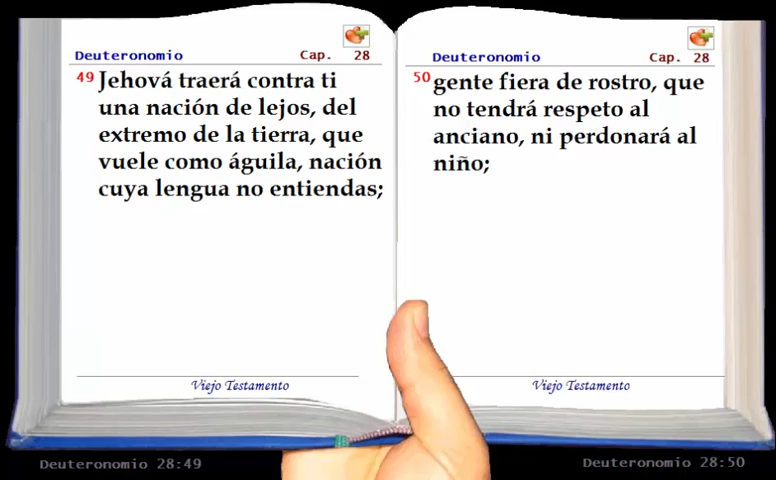 Deuteronomio Cap. 28
49 Jehová traerá contra ti
una nación de lejos, del
extremo de la tierra, que
vuele como águila, nación
cuya lengua no entiendas;
Viejo Testamento
Deuteronomio 28:49
Deuteronomio Cap. 28
50 gente fiera de rostro, que
no tendrá respeto al
anciano, ni perdonará al
niño;
Viejo Testamento
Deuteronomio 28:50